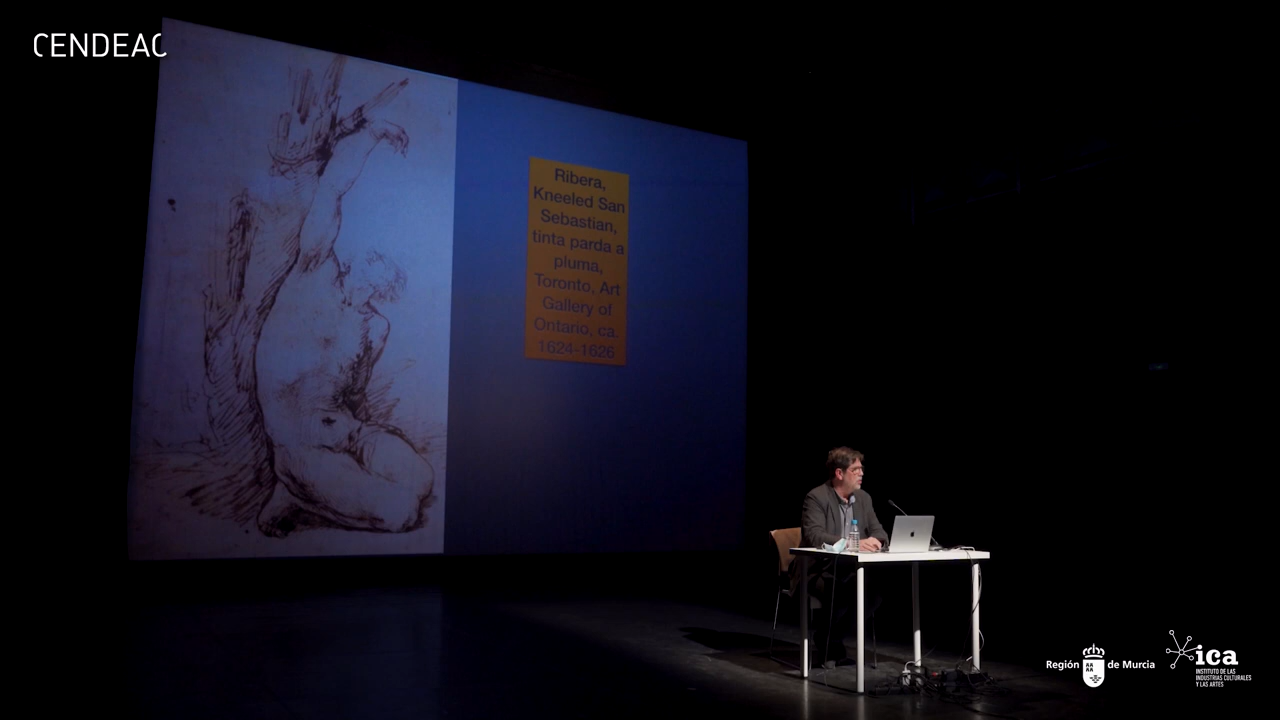 CENDEAC
Ribera,
Kneeled San
Sebastian,
tinta parda a
pluma,
Toronto, Art
Gallery of
Ontario, ca.
1624-1626
Región de Murcia
ica
INSTITUTO DE LAS
INDUSTRIAS CULTURALES
Y LAS ARTES